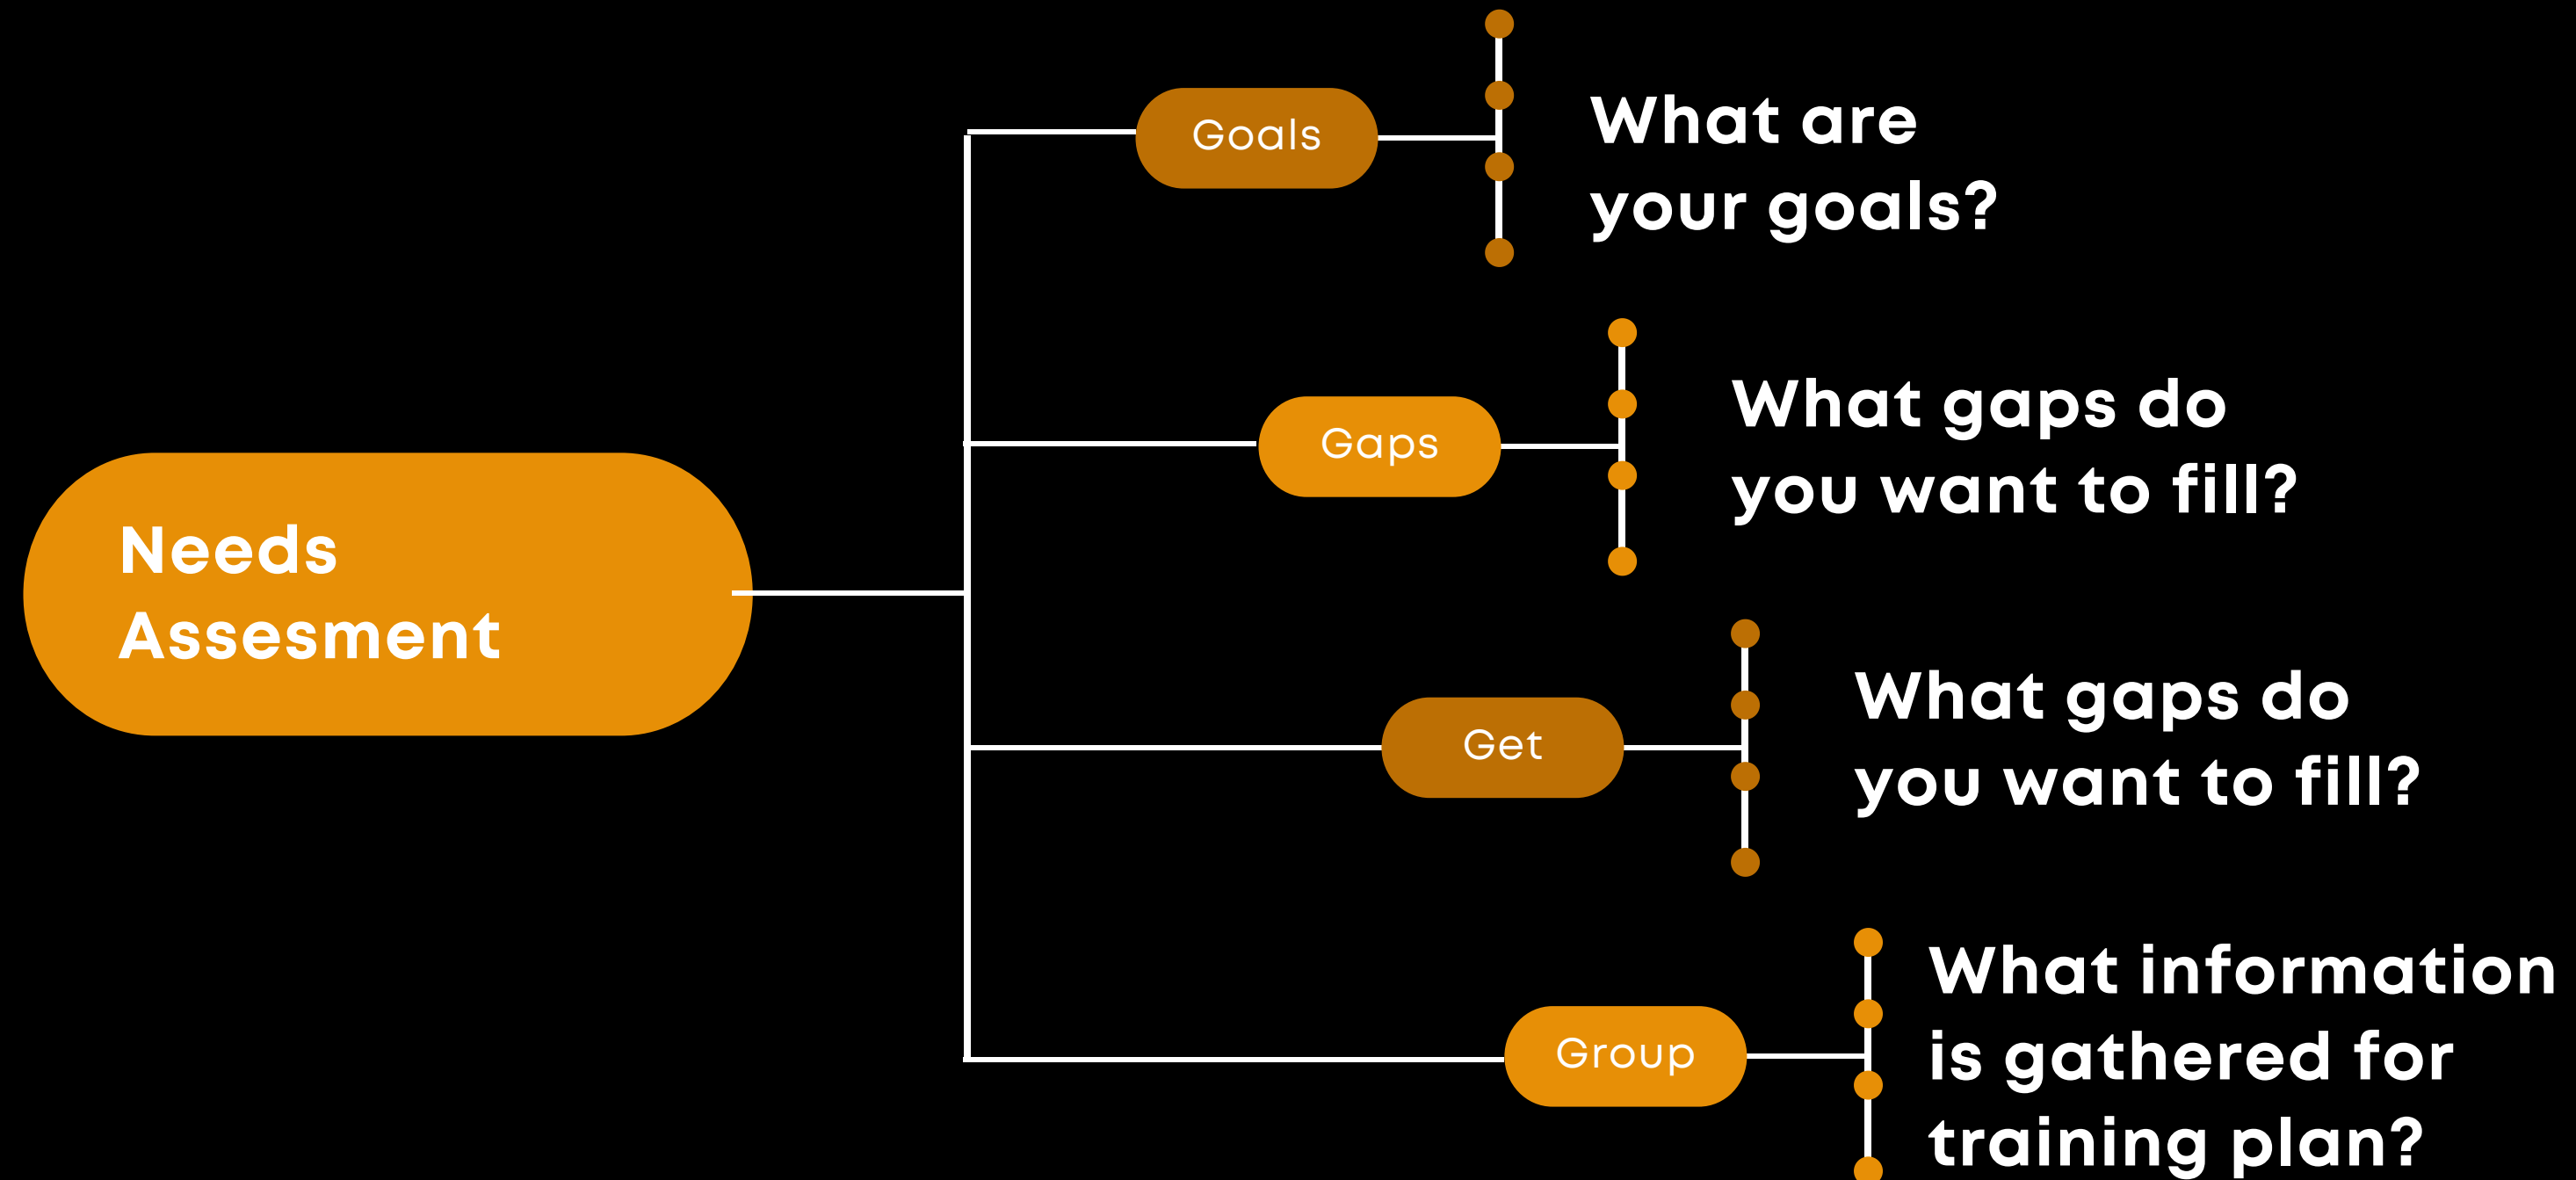 Needs
Assesment
Goals
What are
your goals?
Gaps
What gaps do
you want to fill?
Get
What gaps do
you want to fill?
Group
What information
is gathered for
training plan?